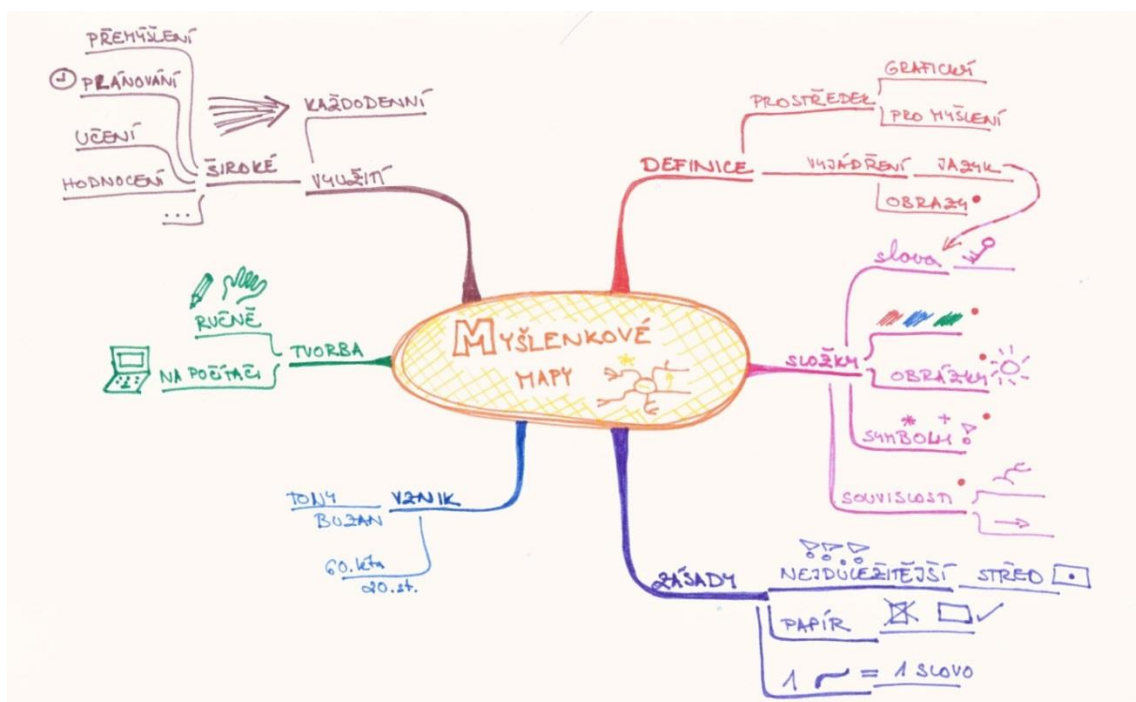 MYŠLENKOVÉ
MAPY
DEFINICE
PROSTŘEDEK
GRAFICKÝ
PRO MYŠLENÍ
VYJÁDŘENÍ
JAZYK
OBRAZY
SLOŽKY
slova
OBRÁZKY
SYMBOLY
SOUVISLOSTI
ZÁSADY
NEJDŮLEŽITĚJŠÍ
STŘED
PAPÍR
1 = 1 SLOVO
VZNIK
TONY
BUZAN
60. léta
20. st.
TVORBA
RUČNĚ
NA POČÍTAČI
VYUŽITÍ
KAŽDODENNÍ
ŠIROKÉ
PŘEMÝŠLENÍ
PLÁNOVÁNÍ
UČENÍ
HODNOCENÍ
...